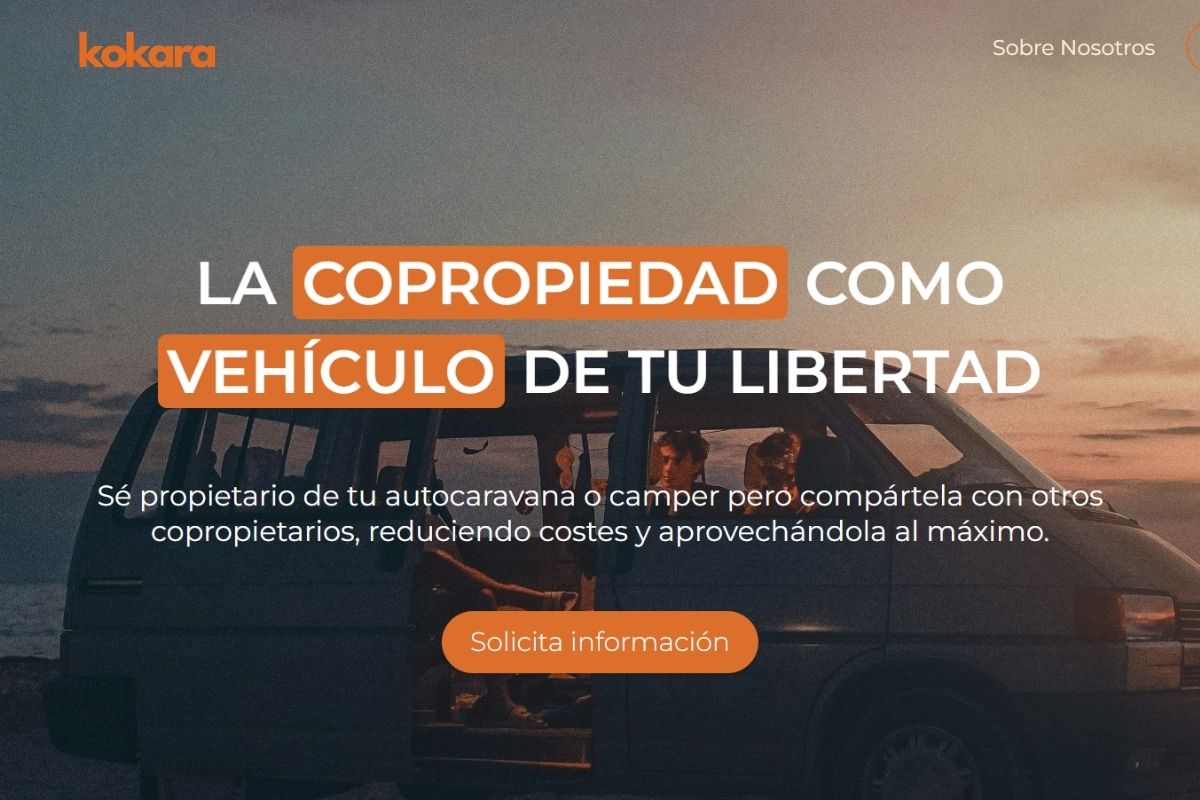 kokara
Sobre Nosotros
LA COPROPIEDAD COMO
VEHÍCULO DE TU LIBERTAD
Sé propietario de tu autocaravana o camper pero compártela con otros
copropietarios, reduciendo costes y aprovechándola al máximo.
Solicita información